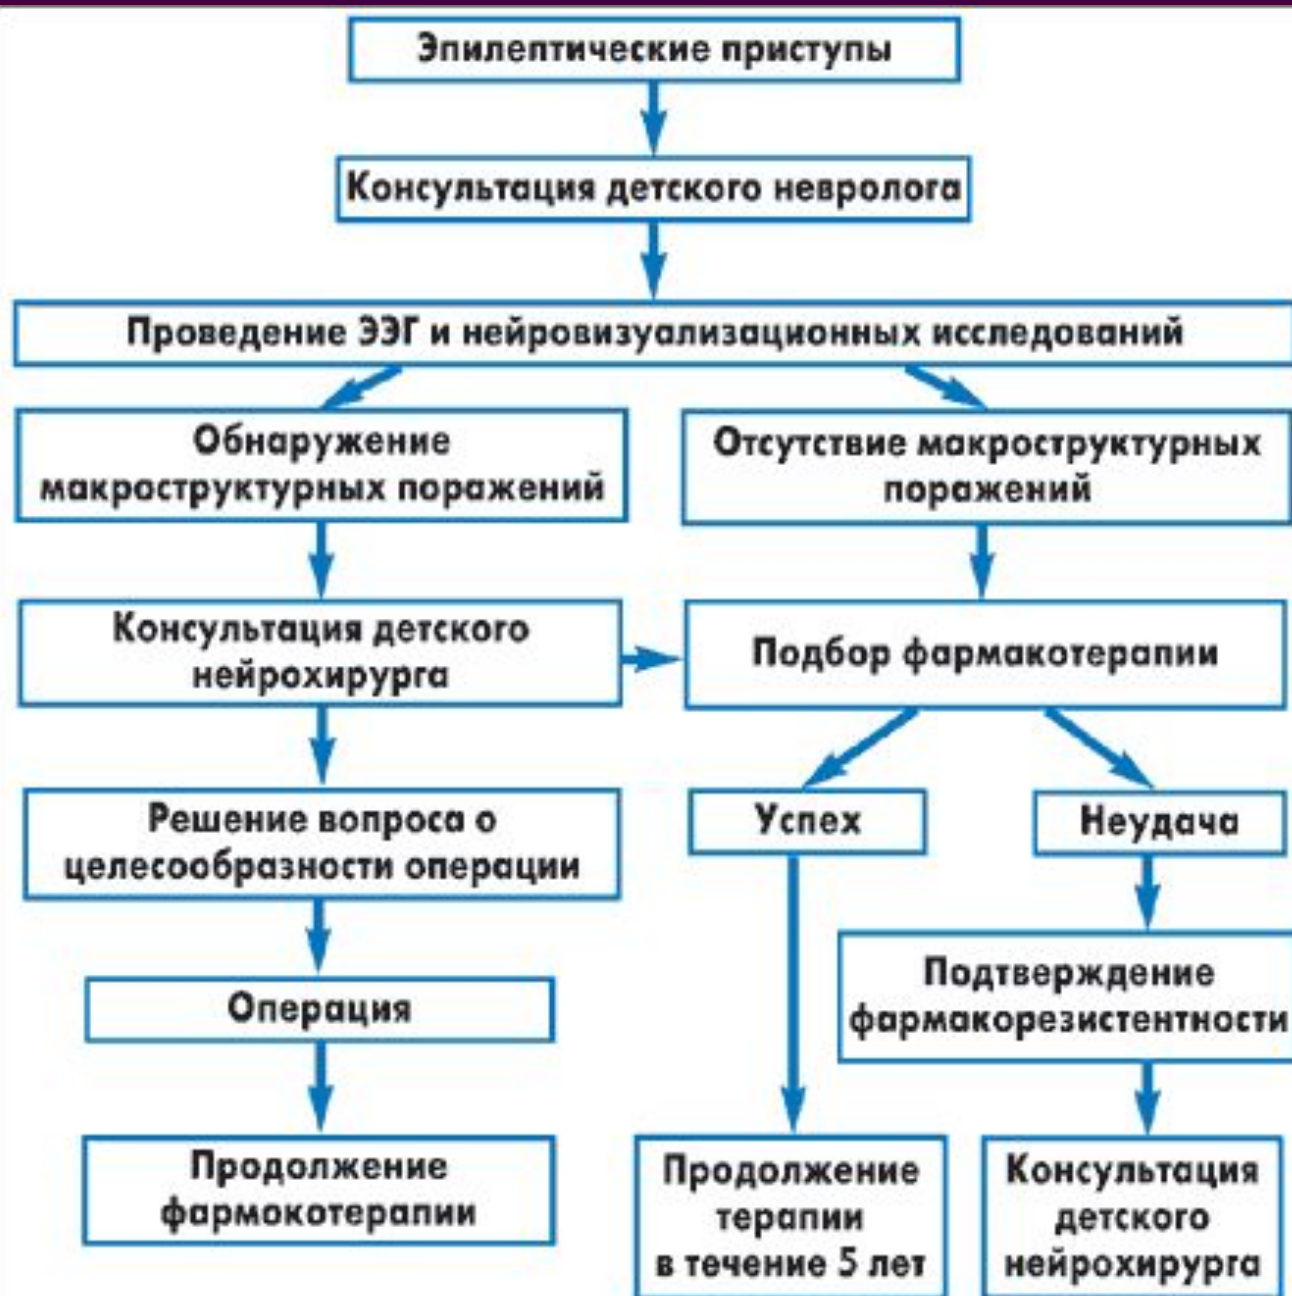 Эпилептические приступы
Консультация детского невролога
Проведение ЭЭГ и нейровизуализационных исследований
Обнаружение
макроструктурных поражений
Отсутствие макроструктурных
поражений
Консультация детского
нейрохирурга
Подбор фармакотерапии
Решение вопроса о
целесообразности операции
Успех
Неудача
Операция
Подтверждение
фармакорезистентности
Продолжение
фармокотерапии
Продолжение
терапии
в течение 5 лет
Консультация
детского
нейрохирурга